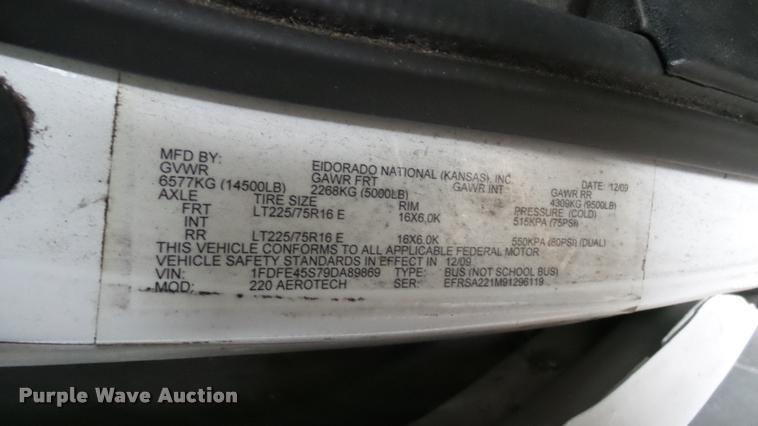 MFD BY: EIDORADO NATIONAL (KANSAS), INC DATE: 12/09
GVWR GAWR FRT GAWR INT GAWR RR
6577KG (14500LB) 2268KG (5000LB) 4309KG (9500LB)
AXLE TIRE SIZE RIM PRESSURE (COLD)
FRT LT225/75R16 E 16X6.0K 515KPA (75PSI)
INT
RR LT225/75R16 E 16X6.0K 550KPA (80PSI) (DUAL)
THIS VEHICLE CONFORMS TO ALL APPLICABLE FEDERAL MOTOR
VEHICLE SAFETY STANDARDS IN EFFECT IN 12/09
VIN: 1FDFE45S79DA89869 TYPE: BUS (NOT SCHOOL BUS)
MOD: 220 AEROTECH SER: EFRSA221M91296119
Purple Wave Auction